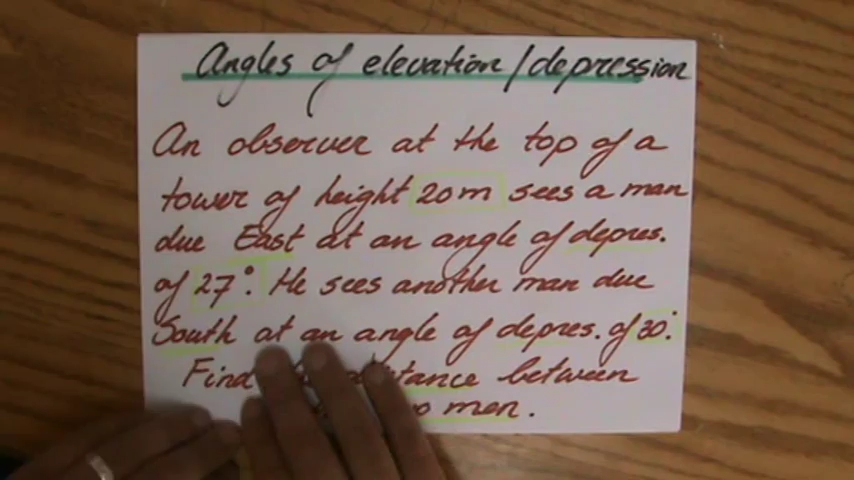 Angles of elevation/depression
An observer at the top of a
tower of height 20m sees a man
due East at an angle of depres.
of 27°. He sees another man due
South at an angle of depres. of 30°.
Find distance between
men.